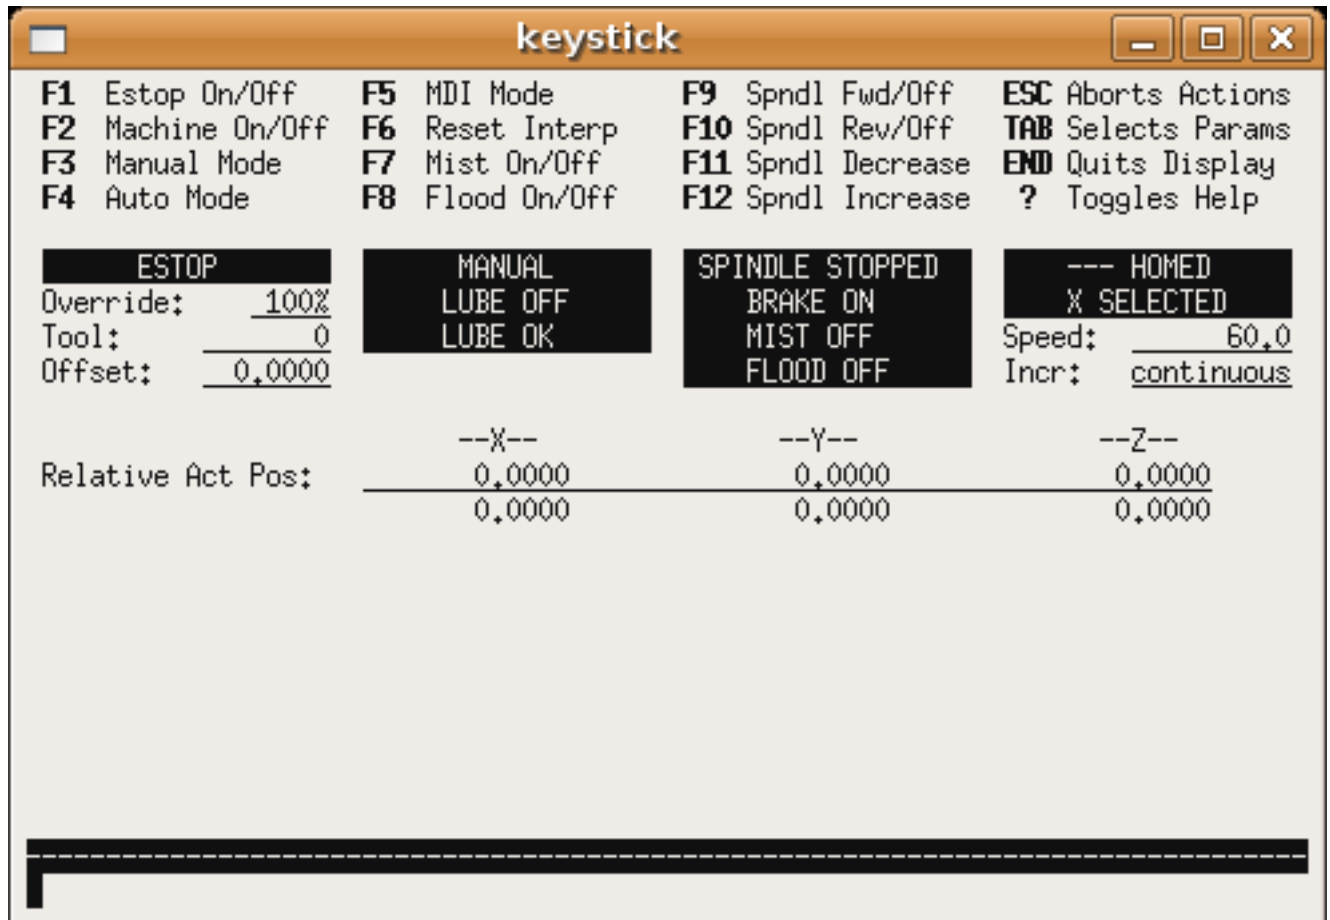 keystick
F1 Estop On/Off F5 MDI Mode F9 Spndl Fwd/Off ESC Aborts Actions
F2 Machine On/Off F6 Reset Interp F10 Spndl Rev/Off TAB Selects Params
F3 Manual Mode F7 Mist On/Off F11 Spndl Decrease END Quits Display
F4 Auto Mode F8 Flood On/Off F12 Spndl Increase ? Toggles Help
ESTOP MANUAL SPINDLE STOPPED --- HOMED
Override: 100% LUBE OFF BRAKE ON X SELECTED
Tool: 0 LUBE OK MIST OFF Speed: 60.0
Offset: 0.0000 FLOOD OFF Incr: continuous
--X-- --Y-- --Z--
Relative Act Pos: 0.0000 0.0000 0.0000
0.0000 0.0000 0.0000
--------------------------------------------------------------------------------